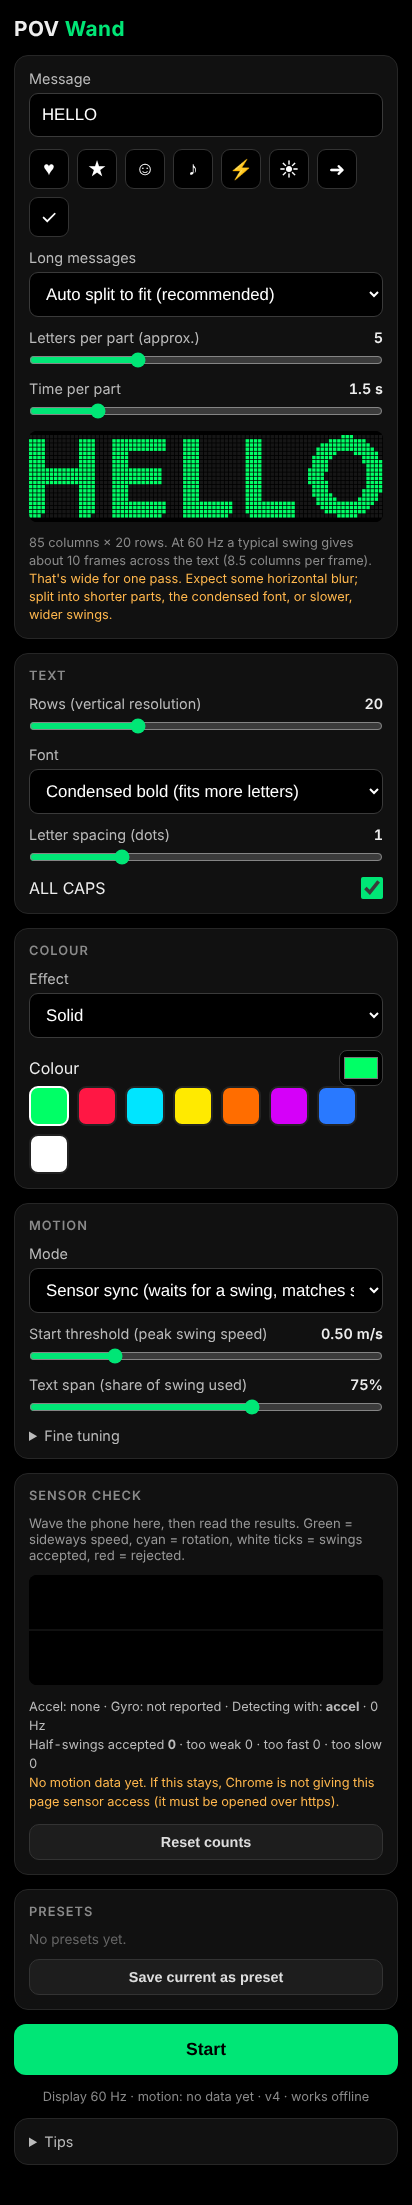 POV Wand
Message
HELLO
♥ ★ ☺ ♪ ⚡ ☀ ➜
✓
Long messages
Auto split to fit (recommended)
Letters per part (approx.) 5
Time per part 1.5 s
HELLO
85 columns × 20 rows. At 60 Hz a typical swing gives
about 10 frames across the text (8.5 columns per frame).
That's wide for one pass. Expect some horizontal blur;
split into shorter parts, the condensed font, or slower,
wider swings.
TEXT
Rows (vertical resolution) 20
Font
Condensed bold (fits more letters)
Letter spacing (dots) 1
ALL CAPS
COLOUR
Effect
Solid
Colour
MOTION
Mode
Sensor sync (waits for a swing, matches s
Start threshold (peak swing speed) 0.50 m/s
Text span (share of swing used) 75%
▶ Fine tuning
SENSOR CHECK
Wave the phone here, then read the results. Green =
sideways speed, cyan = rotation, white ticks = swings
accepted, red = rejected.
Accel: none · Gyro: not reported · Detecting with: accel · 0
Hz
Half-swings accepted 0 · too weak 0 · too fast 0 · too slow
0
No motion data yet. If this stays, Chrome is not giving this
page sensor access (it must be opened over https).
Reset counts
PRESETS
No presets yet.
Save current as preset
Start
Display 60 Hz · motion: no data yet · v4 · works offline
▶ Tips